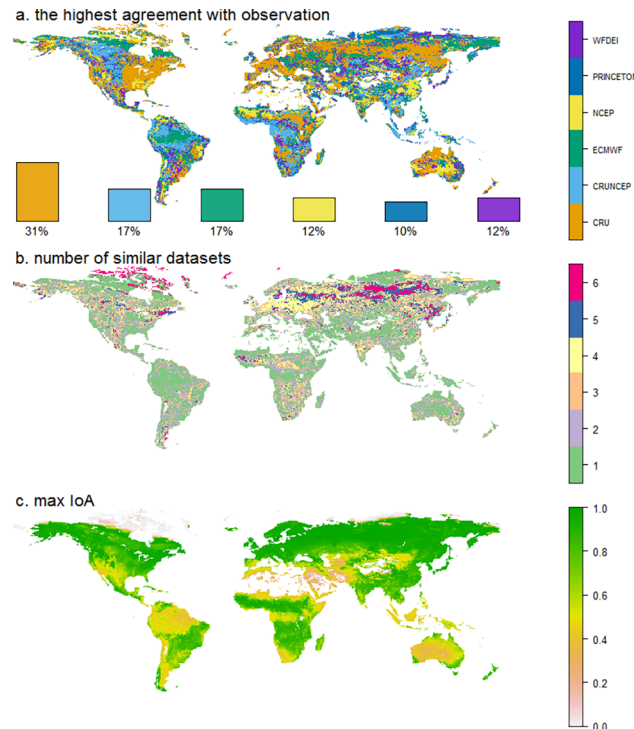 a. the highest agreement with observation
WFDEI
PRINCETON
NCEP
ECMWF
CRUNCEP
CRU
31%
17%
17%
12%
10%
12%
b. number of similar datasets
6
5
4
3
2
1
c. max IoA
1.0
0.8
0.6
0.4
0.2
0.0